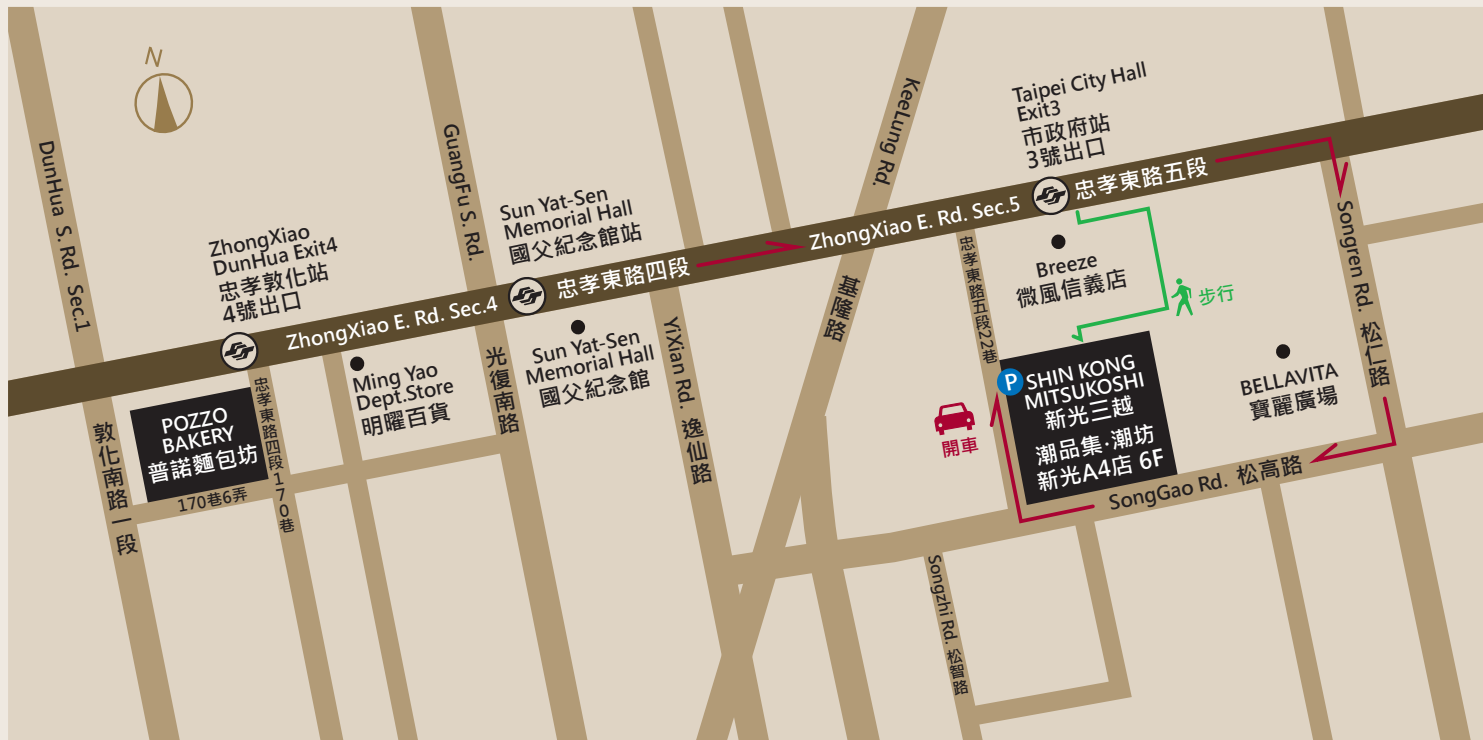 N
DunHua S. Rd. Sec.1
敦化南路一段
ZhongXiao
DunHua Exit4
忠孝敦化站
4號出口
ZhongXiao E. Rd. Sec.4
忠孝東路四段
POZZO
BAKERY
普諾麵包坊
170巷6弄
忠孝東路四段170巷
Ming Yao
Dept.Store
明曜百貨
GuangFu S. Rd.
光復南路
Sun Yat-Sen
Memorial Hall
國父紀念館站
Sun Yat-Sen
Memorial Hall
國父紀念館
YiXian Rd. 逸仙路
KeeLung Rd.
基隆路
ZhongXiao E. Rd. Sec.5
忠孝東路五段
Taipei City Hall
Exit3
市政府站
3號出口
Breeze
微風信義店
步行
忠孝東路五段22巷
P
SHIN KONG
MITSUKOSHI
新光三越
潮品集·潮坊
新光A4店 6F
開車
BELLAVITA
寶麗廣場
Songren Rd. 松仁路
SongGao Rd. 松高路
Songzhi Rd. 松智路